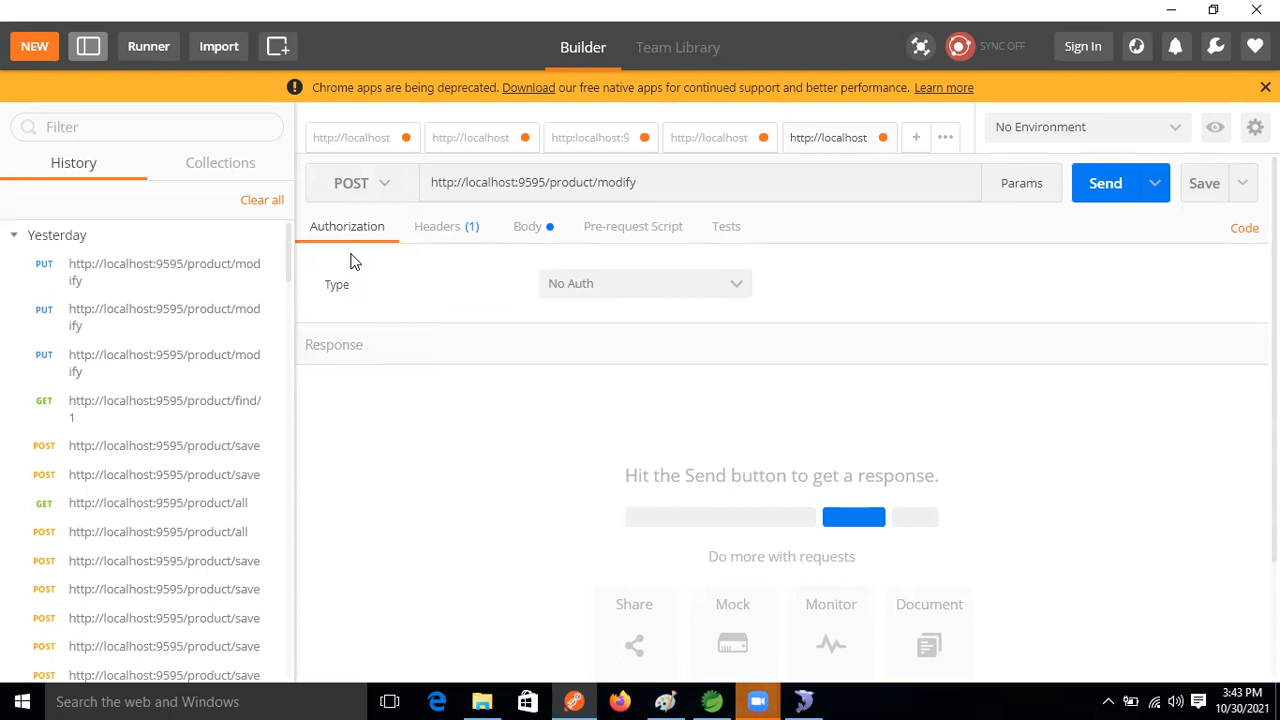 NEW
Runner
Import
Builder
Team Library
SYNC OFF
Sign In
Chrome apps are being deprecated. Download our free native apps for continued support and better performance. Learn more
Filter
History
Collections
Clear all
Yesterday
PUT http://localhost:9595/product/mod
ify
PUT http://localhost:9595/product/mod
ify
PUT http://localhost:9595/product/mod
ify
GET http://localhost:9595/product/find/
1
POST http://localhost:9595/product/save
POST http://localhost:9595/product/save
GET http://localhost:9595/product/all
POST http://localhost:9595/product/all
POST http://localhost:9595/product/save
POST http://localhost:9595/product/save
POST http://localhost:9595/product/save
POST http://localhost:9595/product/save
POST http://localhost:9595/product/save
http://localhost
http://localhost
http:localhost:9
http://localhost
http://localhost
No Environment
POST
http://localhost:9595/product/modify
Params
Send
Save
Authorization
Headers (1)
Body
Pre-request Script
Tests
Code
Type
No Auth
Response
Hit the Send button to get a response.
Do more with requests
Share
Mock
Monitor
Document
Search the web and Windows
3:43 PM
10/30/2021